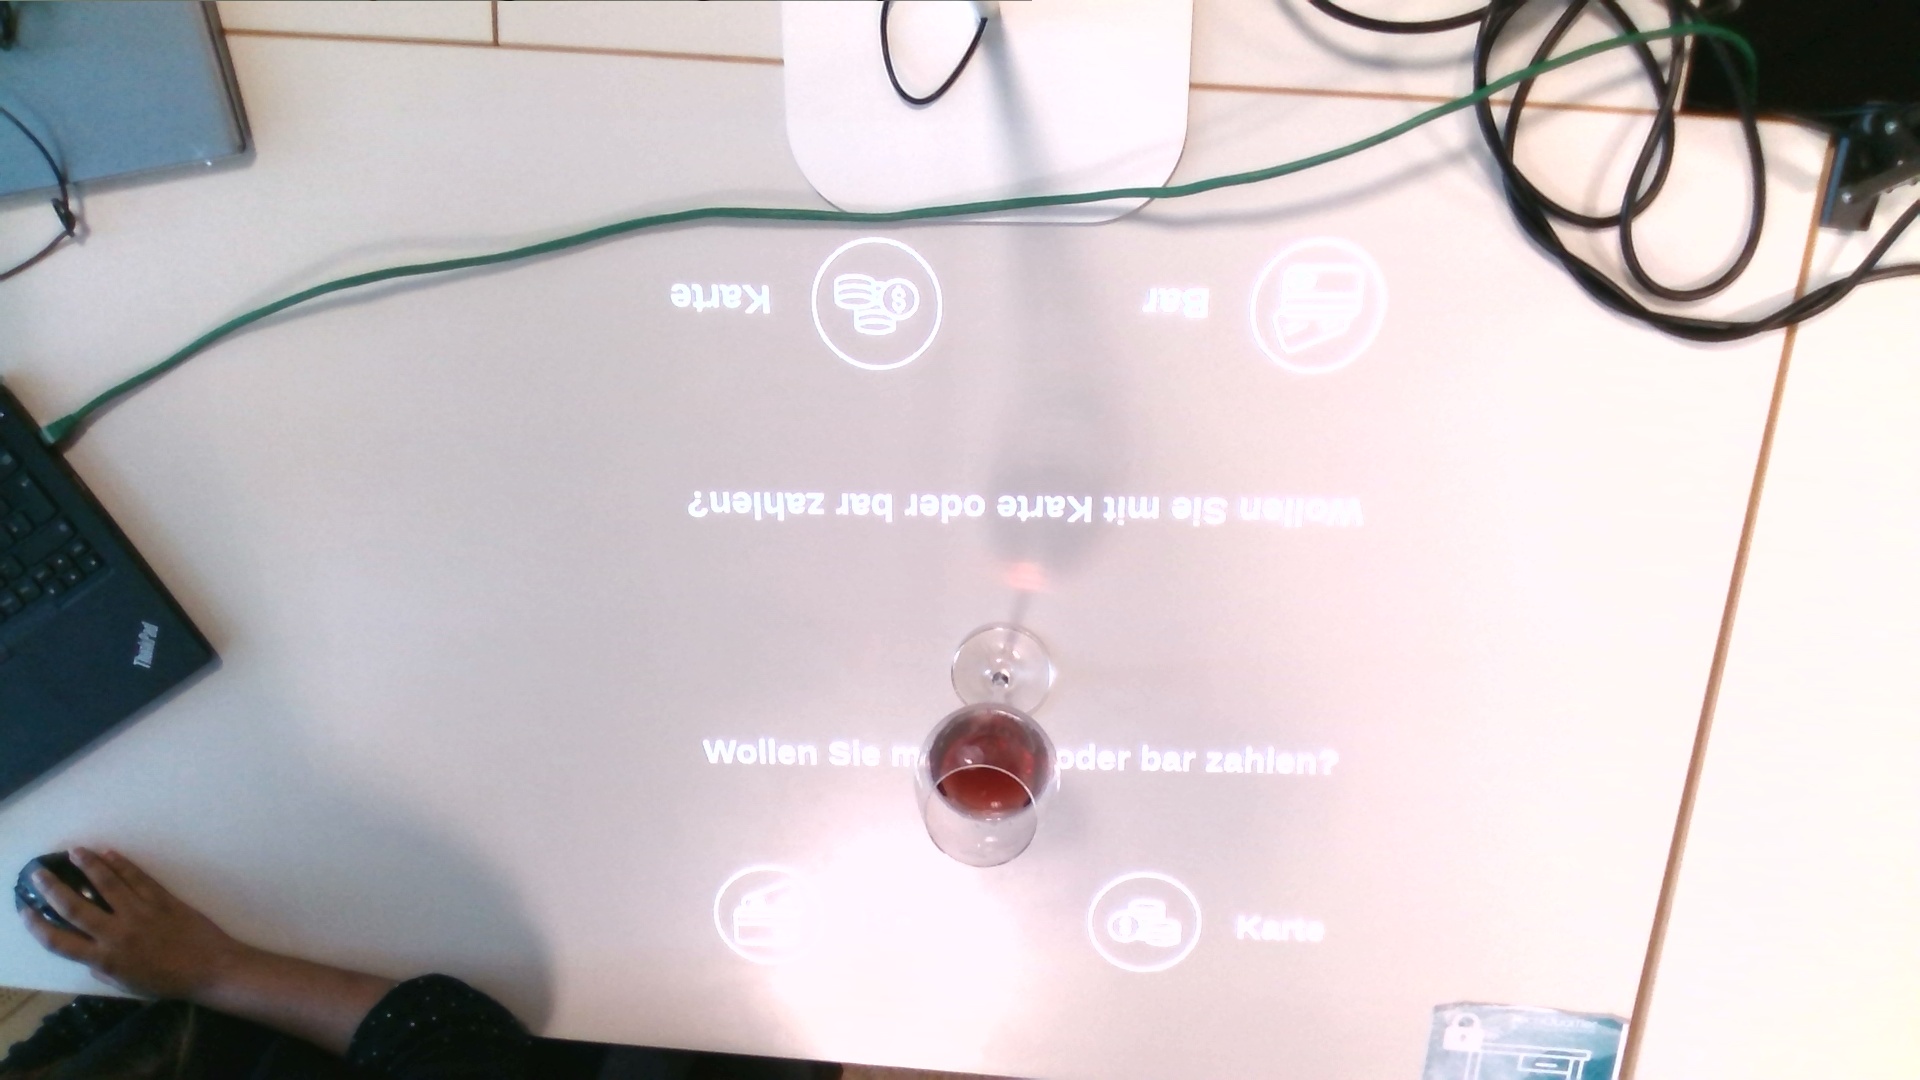 Karte
Bar
Wollen Sie mit Karte oder bar zahlen?
ThinkPad
Wollen Sie oder bar zahlen?
Karte